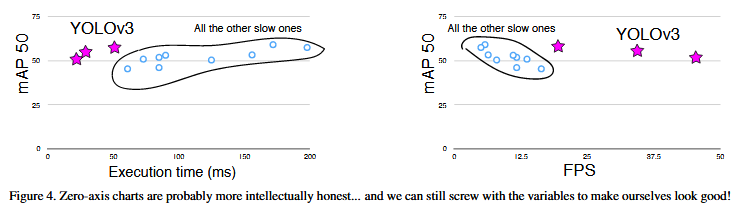 YOLOv3
All the other slow ones
mAP 50
75
50
25
0
0
50
100
150
200
Execution time (ms)
All the other slow ones
YOLOv3
mAP 50
75
50
25
0
0
12.5
25
37.5
50
FPS
Figure 4. Zero-axis charts are probably more intellectually honest... and we can still screw with the variables to make ourselves look good!